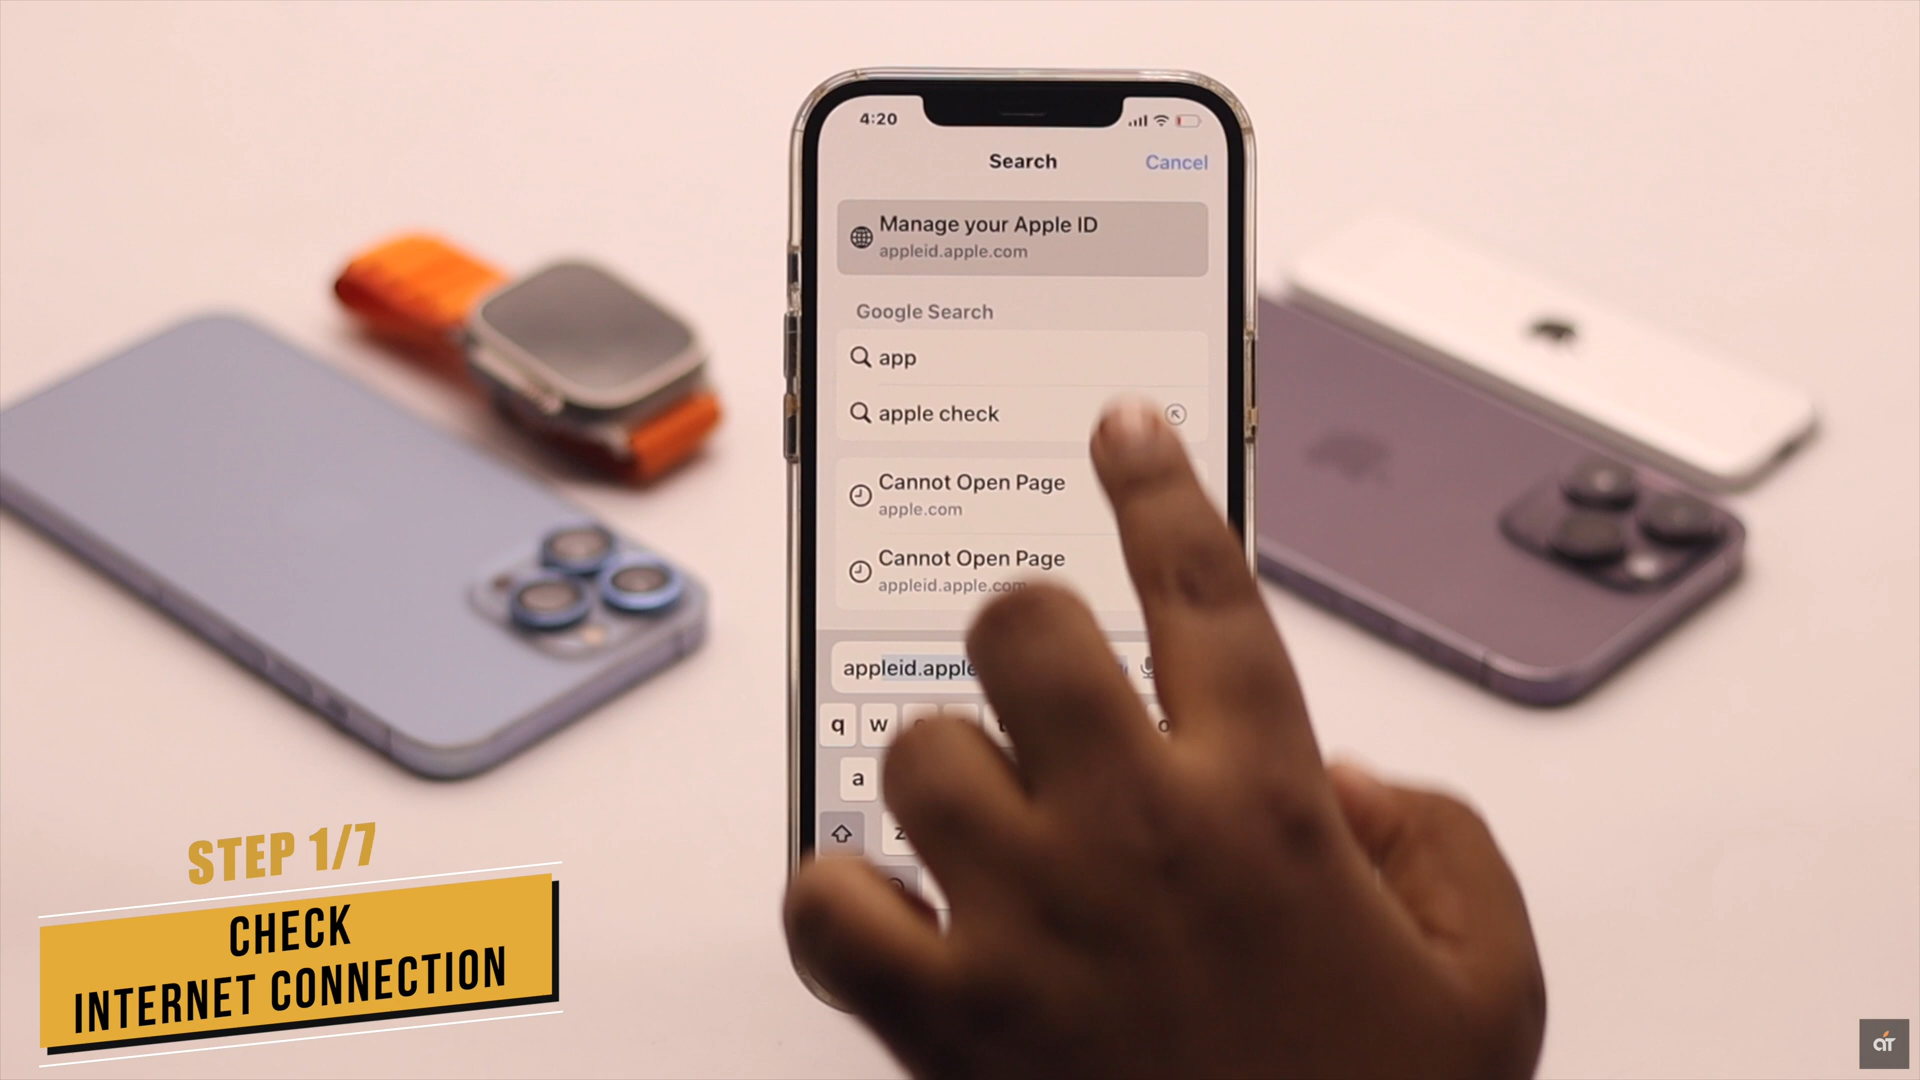 4:20
Search
Cancel
Manage your Apple ID
appleid.apple.com
Google Search
app
apple check
Cannot Open Page
apple.com
Cannot Open Page
appleid.apple.com
appleid.apple
q w
a
z
STEP 1/7
CHECK
INTERNET CONNECTION
aT